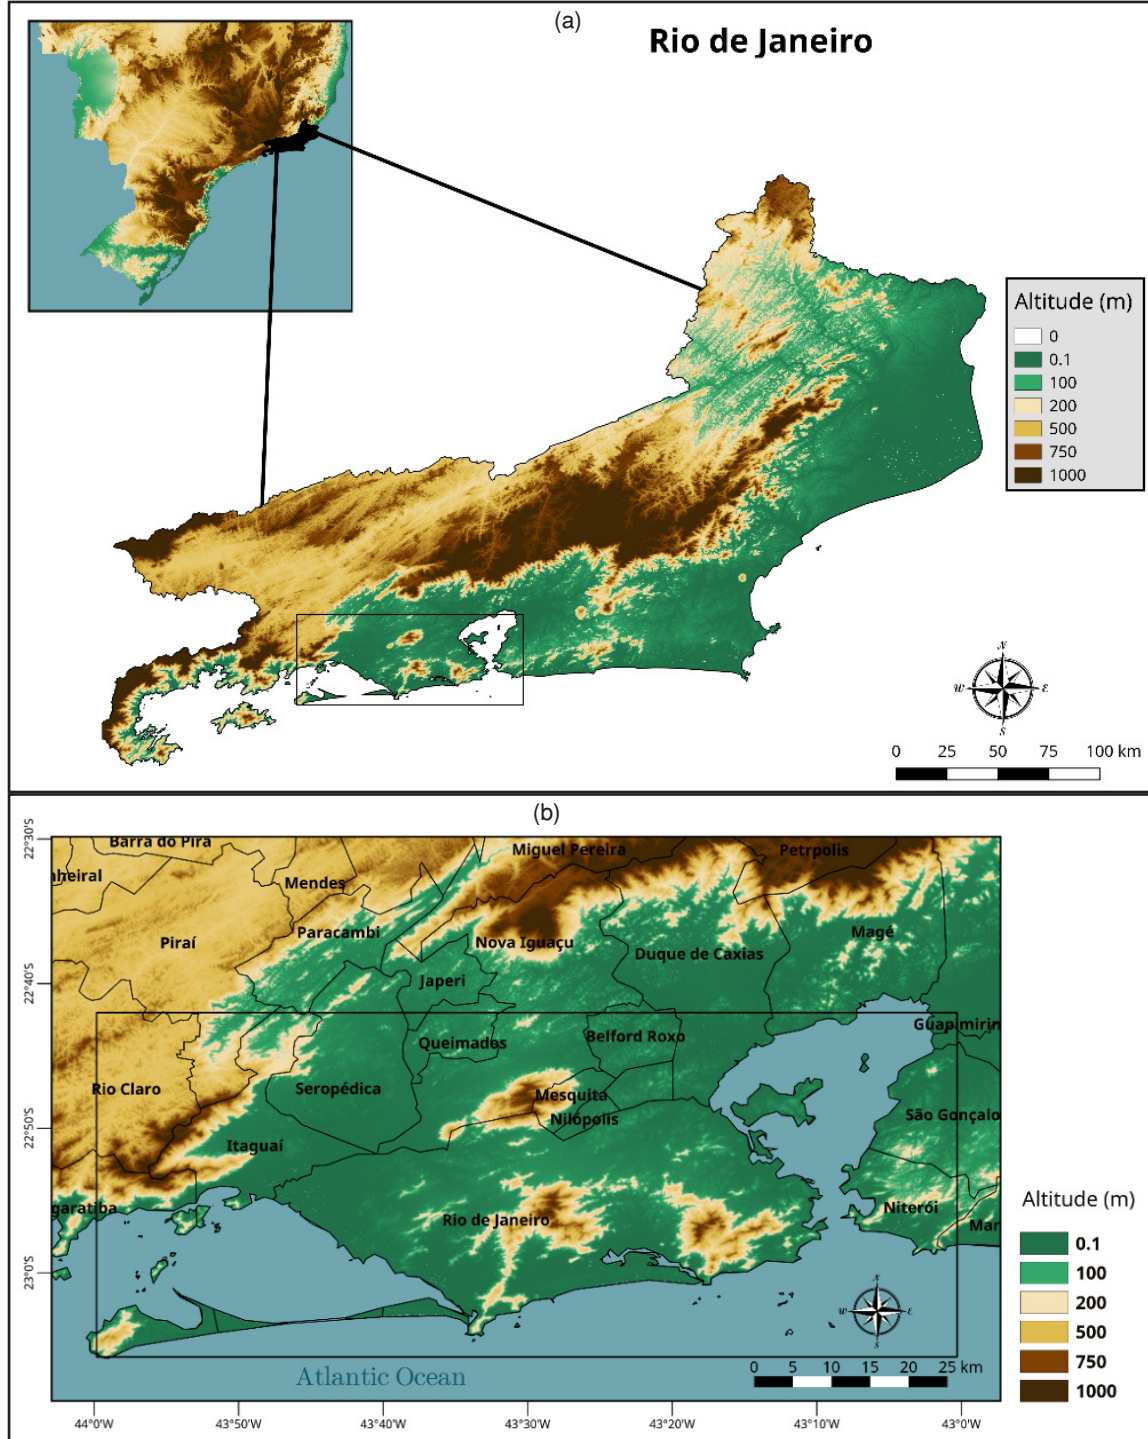 (a)
Rio de Janeiro
Altitude (m)
0
0.1
100
200
500
750
1000
N
W E
S
0 25 50 75 100 km
(b)
22°30'S
22°40'S
22°50'S
23°0'S
Barra do Pira
Miguel Pereira
Petrpolis
nheiral
Mendes
Paracambi
Piraí
Nova Iguaçu
Duque de Caxias
Magé
Japeri
Guapimirin
Queimados
Belford Roxo
Rio Claro
Seropédica
Mesquita
Nilópolis
São Gonçalo
Itaguaí
garatiba
Rio de Janeiro
Niterói
Mar
N
W E
S
0 5 10 15 20 25 km
Atlantic Ocean
44°0'W 43°50'W 43°40'W 43°30'W 43°20'W 43°10'W 43°0'W
Altitude (m)
0.1
100
200
500
750
1000